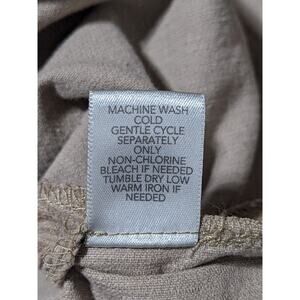 MACHINE WASH
COLD
GENTLE CYCLE
SEPARATELY
ONLY
NON-CHLORINE
BLEACH IF NEEDED
TUMBLE DRY LOW
WARM IRON IF
NEEDED